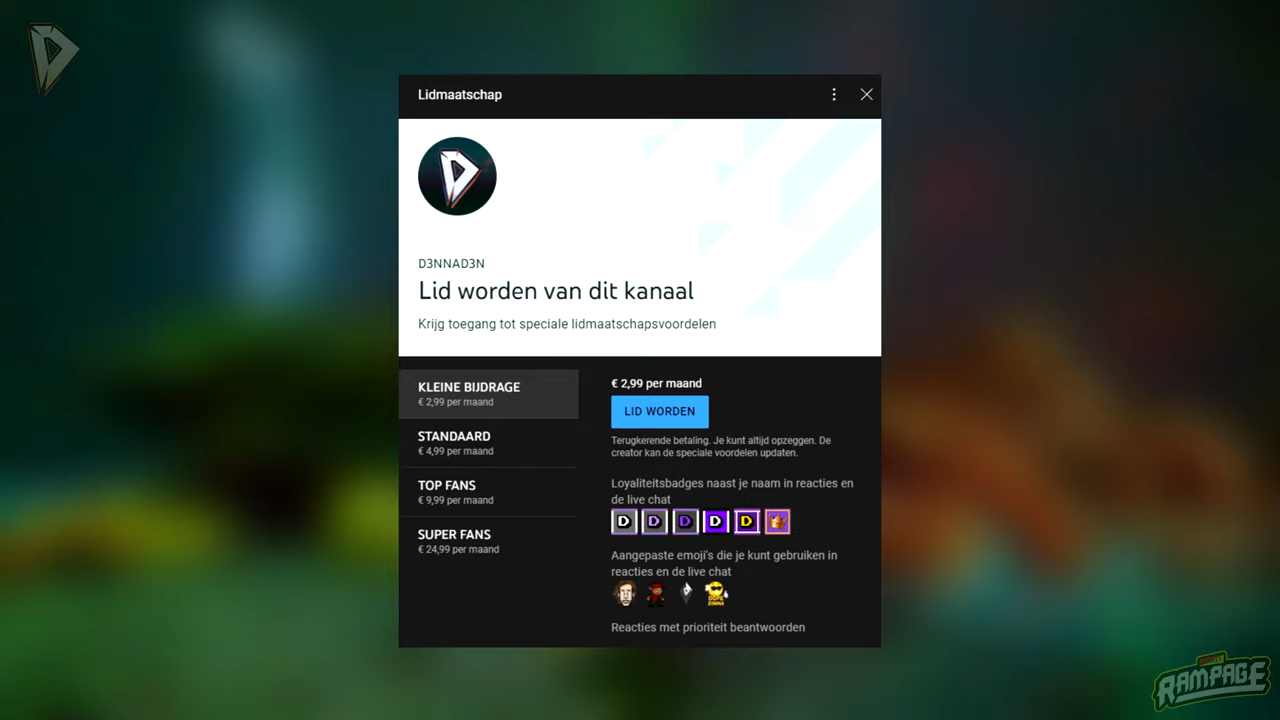 Lidmaatschap
D3NNAD3N
Lid worden van dit kanaal
Krijg toegang tot speciale lidmaatschapsvoordelen
KLEINE BIJDRAGE
€ 2,99 per maand
STANDAARD
€ 4,99 per maand
TOP FANS
€ 9,99 per maand
SUPER FANS
€ 24,99 per maand
€ 2,99 per maand
LID WORDEN
Terugkerende betaling. Je kunt altijd opzeggen. De
creator kan de speciale voordelen updaten.
Loyaliteitsbadges naast je naam in reacties en
de live chat
D D D D D
Aangepaste emoji's die je kunt gebruiken in
reacties en de live chat
Reacties met prioriteit beantwoorden
RAMPAGE